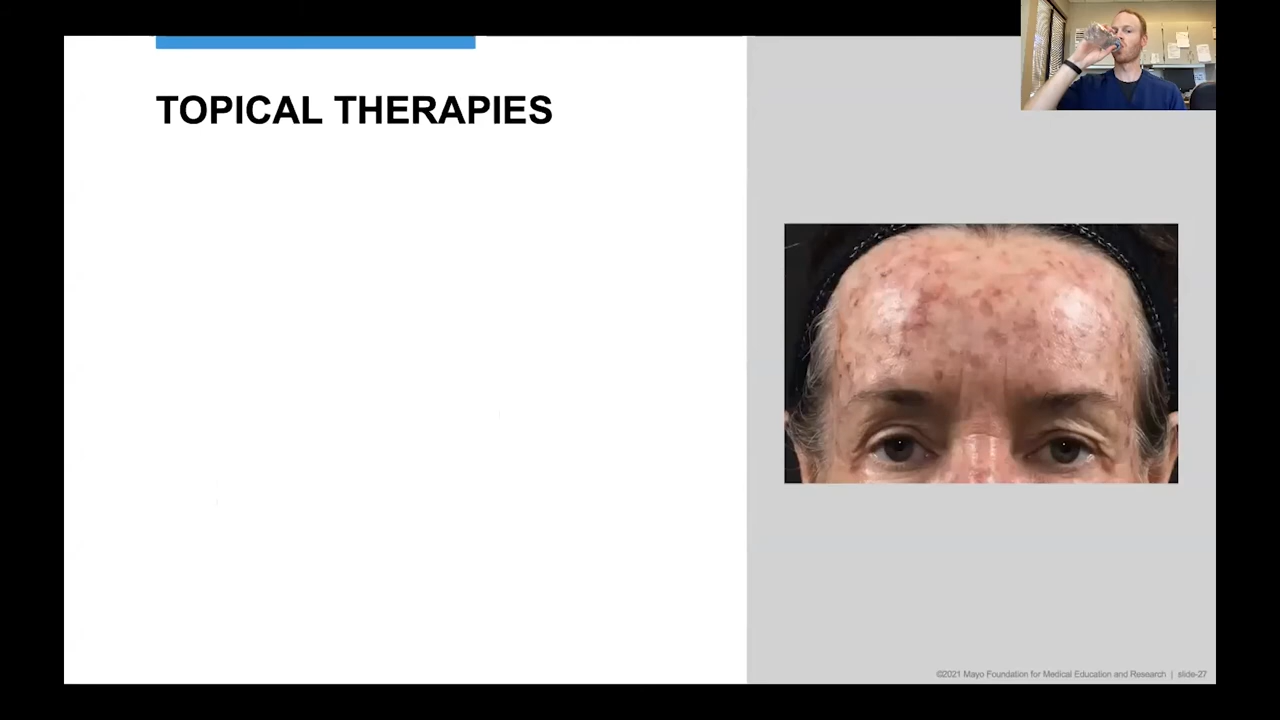 TOPICAL THERAPIES
©2021 Mayo Foundation for Medical Education and Research | slide-27